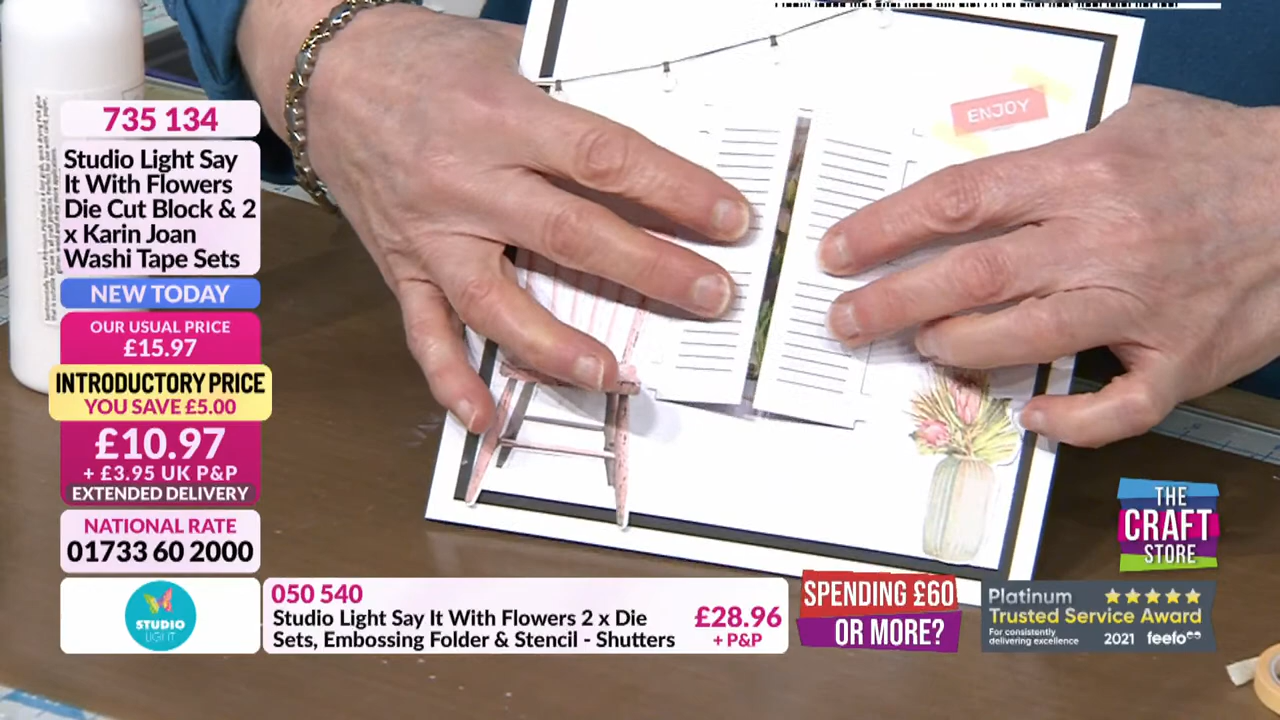 735 134
Studio Light Say
It With Flowers
Die Cut Block & 2
x Karin Joan
Washi Tape Sets
NEW TODAY
OUR USUAL PRICE
£15.97
INTRODUCTORY PRICE
YOU SAVE £5.00
£10.97
+ £3.95 UK P&P
EXTENDED DELIVERY
NATIONAL RATE
01733 60 2000
STUDIO
LIGHT
050 540
Studio Light Say It With Flowers 2 x Die
Sets, Embossing Folder & Stencil - Shutters
£28.96
+ P&P
SPENDING £60
OR MORE?
Platinum
Trusted Service Award
For consistently
delivering excellence
2021 feefo
THE
CRAFT
STORE
ENJOY